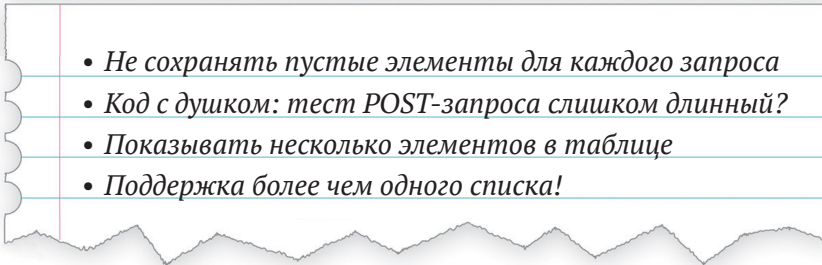 • Не сохранять пустые элементы для каждого запроса
• Код с душком: тест POST-запроса слишком длинный?
• Показывать несколько элементов в таблице
• Поддержка более чем одного списка!